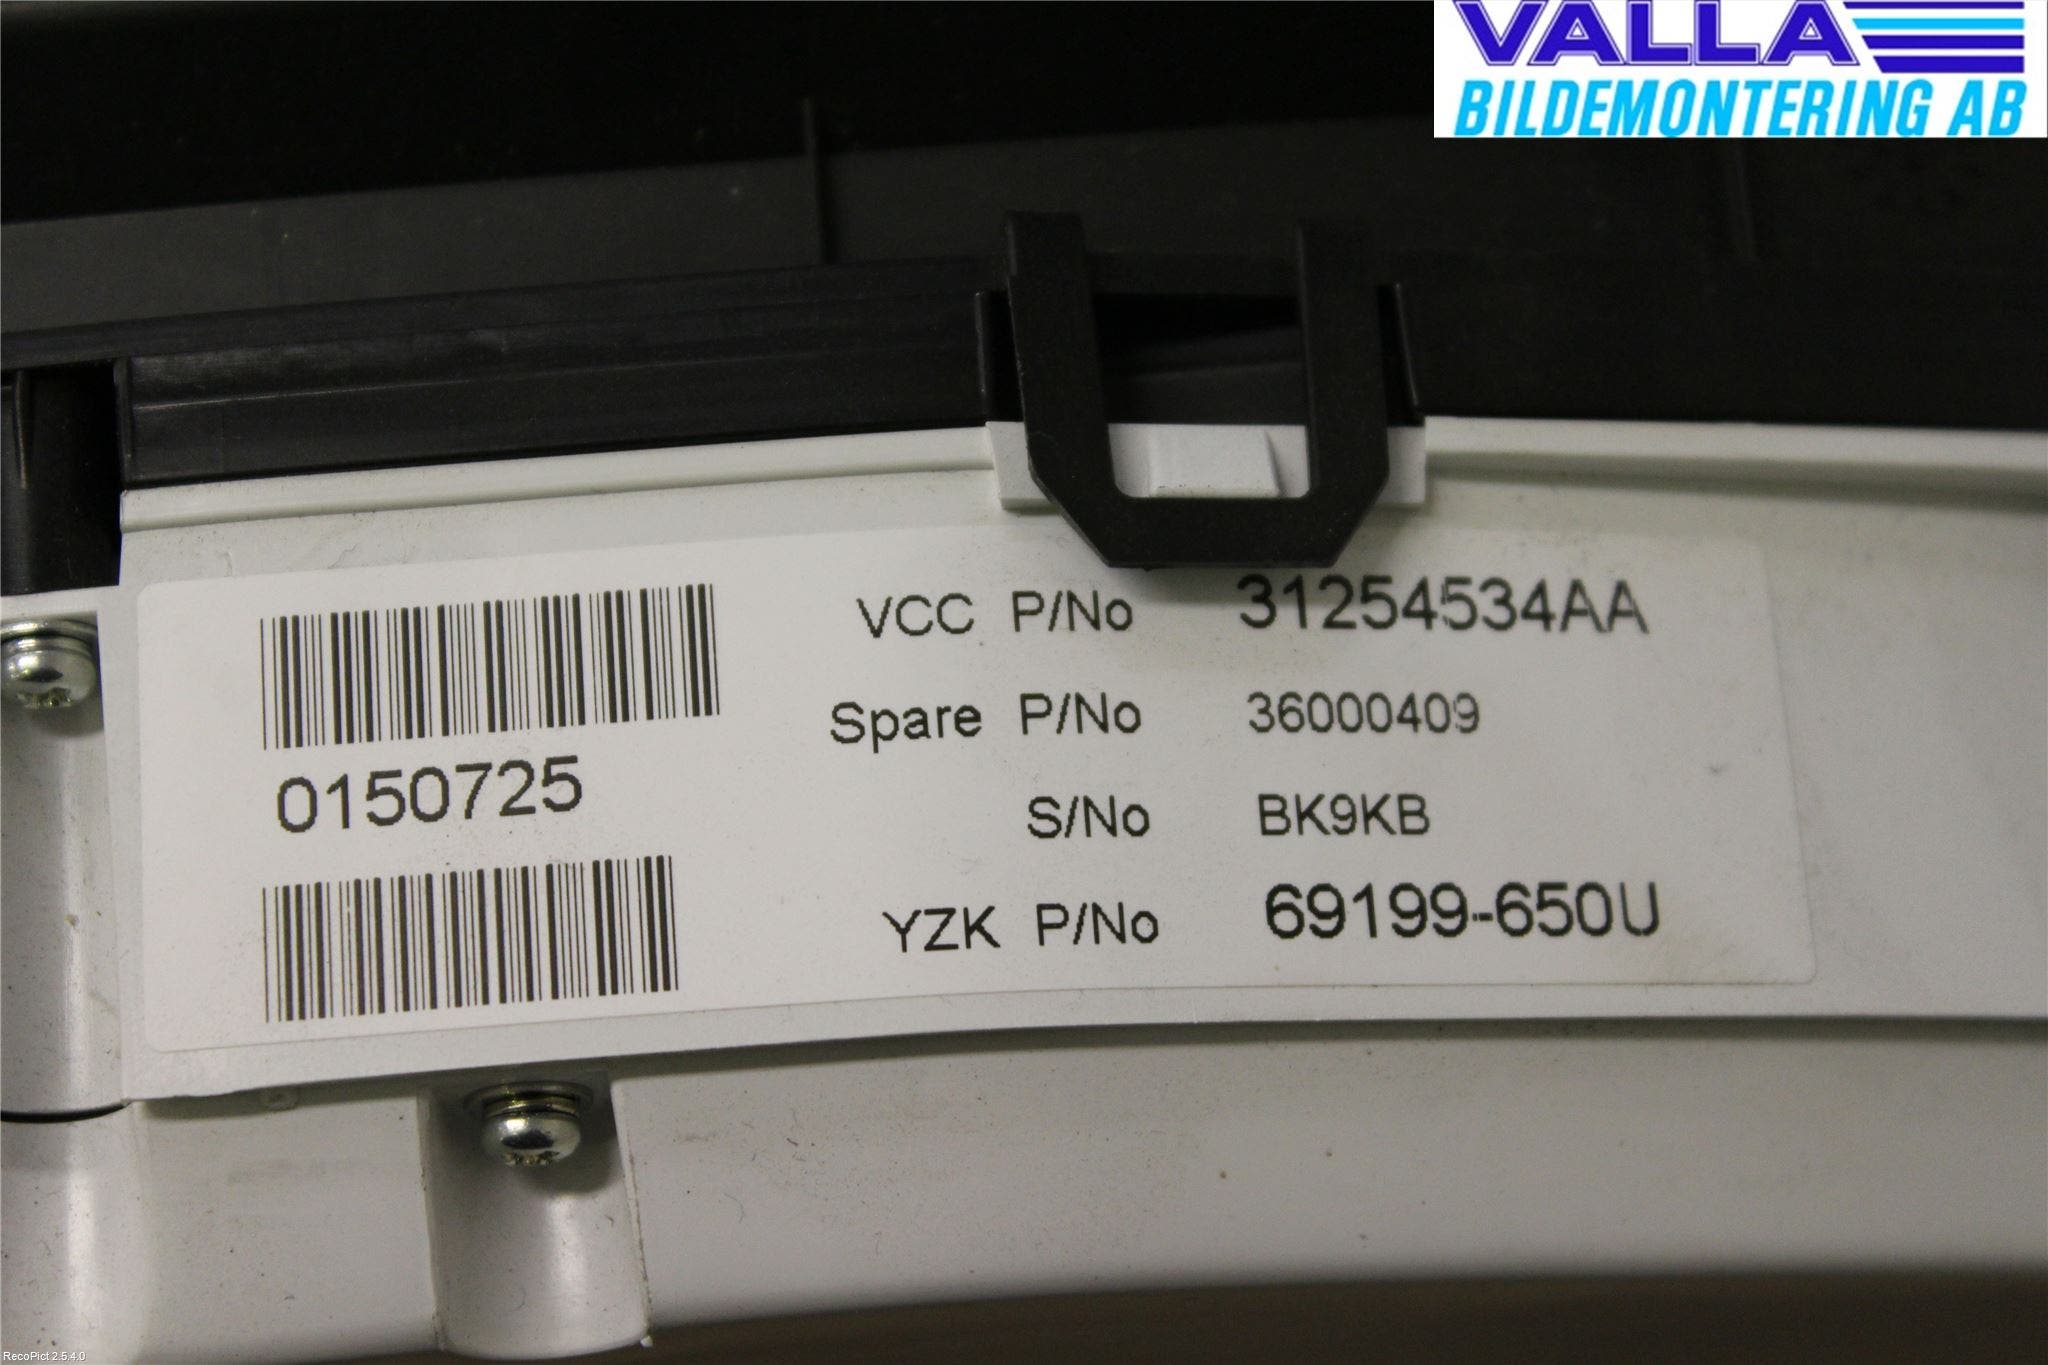 VALLA
BILDEMONTERING AB
VCC P/No 31254534AA
Spare P/No 36000409
0150725
S/No BK9KB
YZK P/No 69199-650U
RecoPict 2.5.4.0